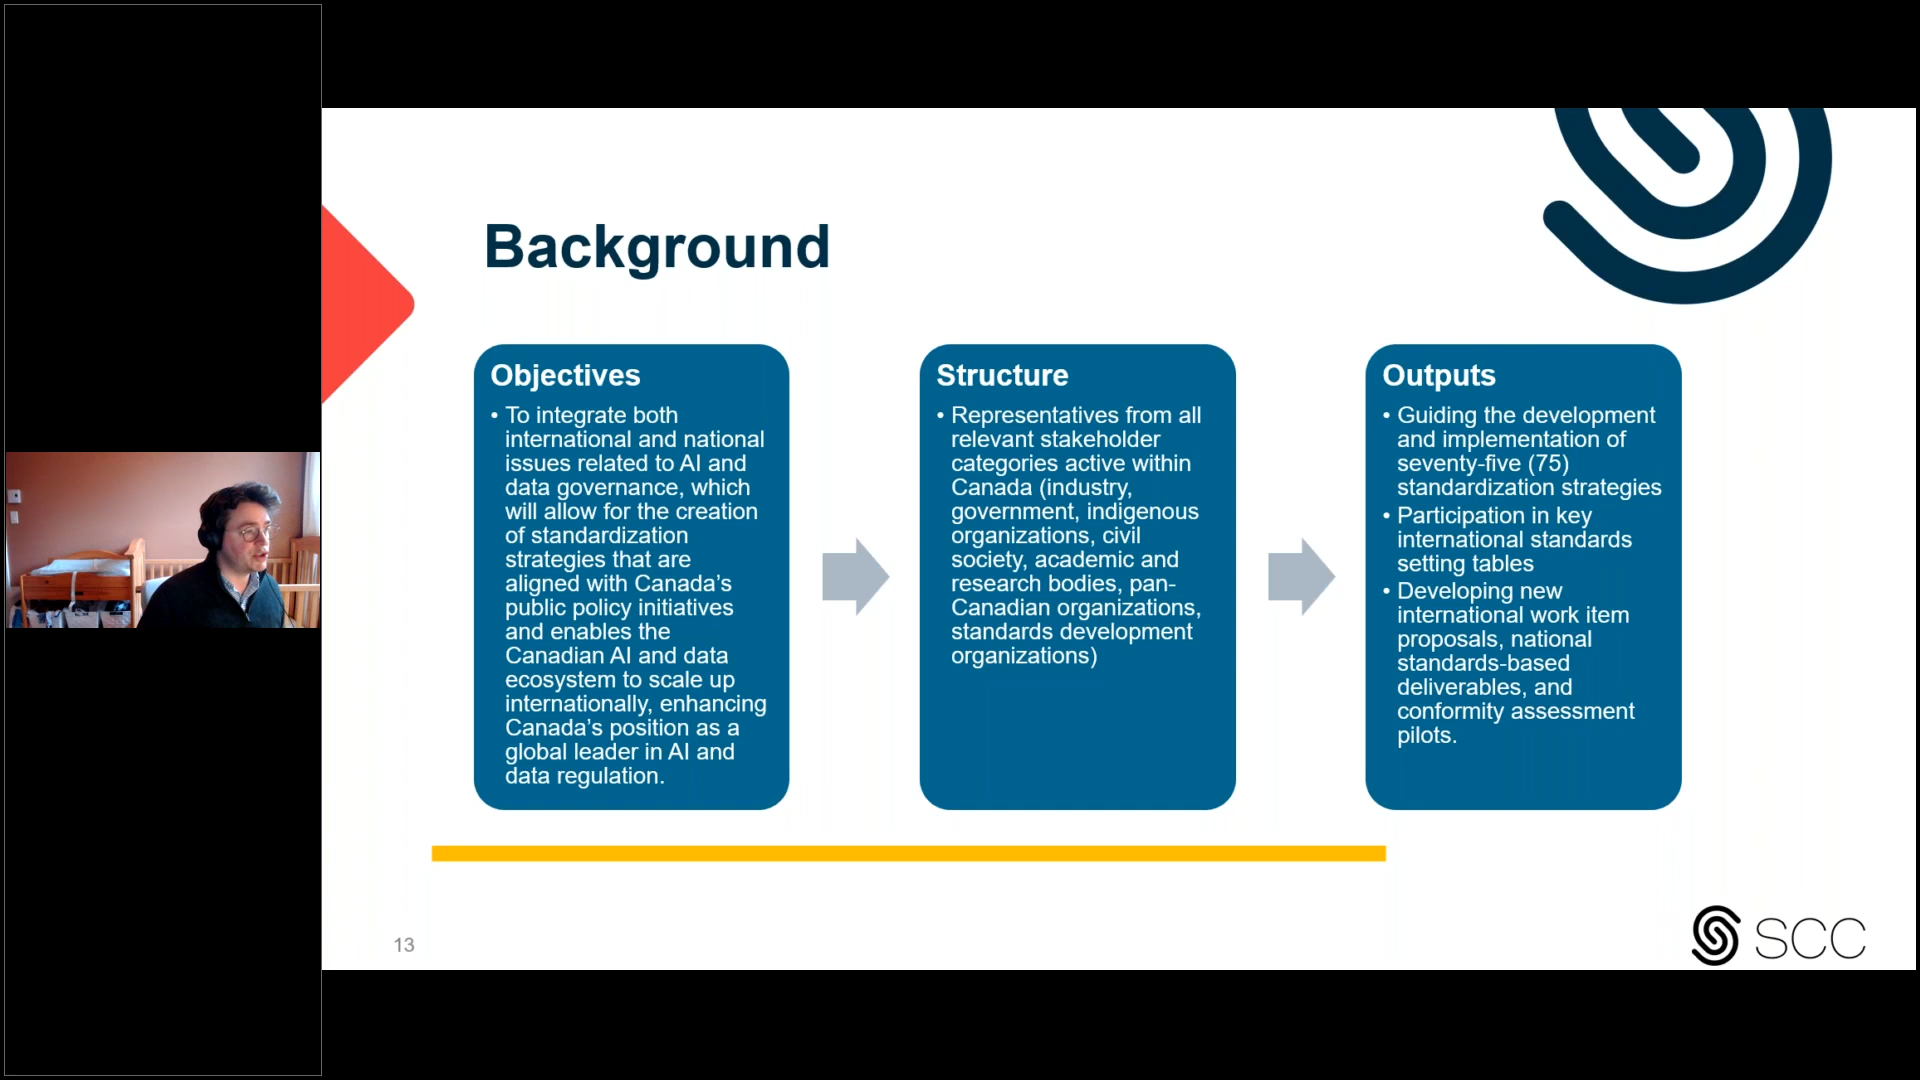 Background
Objectives
• To integrate both
international and national
issues related to AI and
data governance, which
will allow for the creation
of standardization
strategies that are
aligned with Canada’s
public policy initiatives
and enables the
Canadian AI and data
ecosystem to scale up
internationally, enhancing
Canada’s position as a
global leader in AI and
data regulation.
Structure
• Representatives from all
relevant stakeholder
categories active within
Canada (industry,
government, indigenous
organizations, civil
society, academic and
research bodies, pan-
Canadian organizations,
standards development
organizations)
Outputs
• Guiding the development
and implementation of
seventy-five (75)
standardization strategies
• Participation in key
international standards
setting tables
• Developing new
international work item
proposals, national
standards-based
deliverables, and
conformity assessment
pilots.
13
SCC